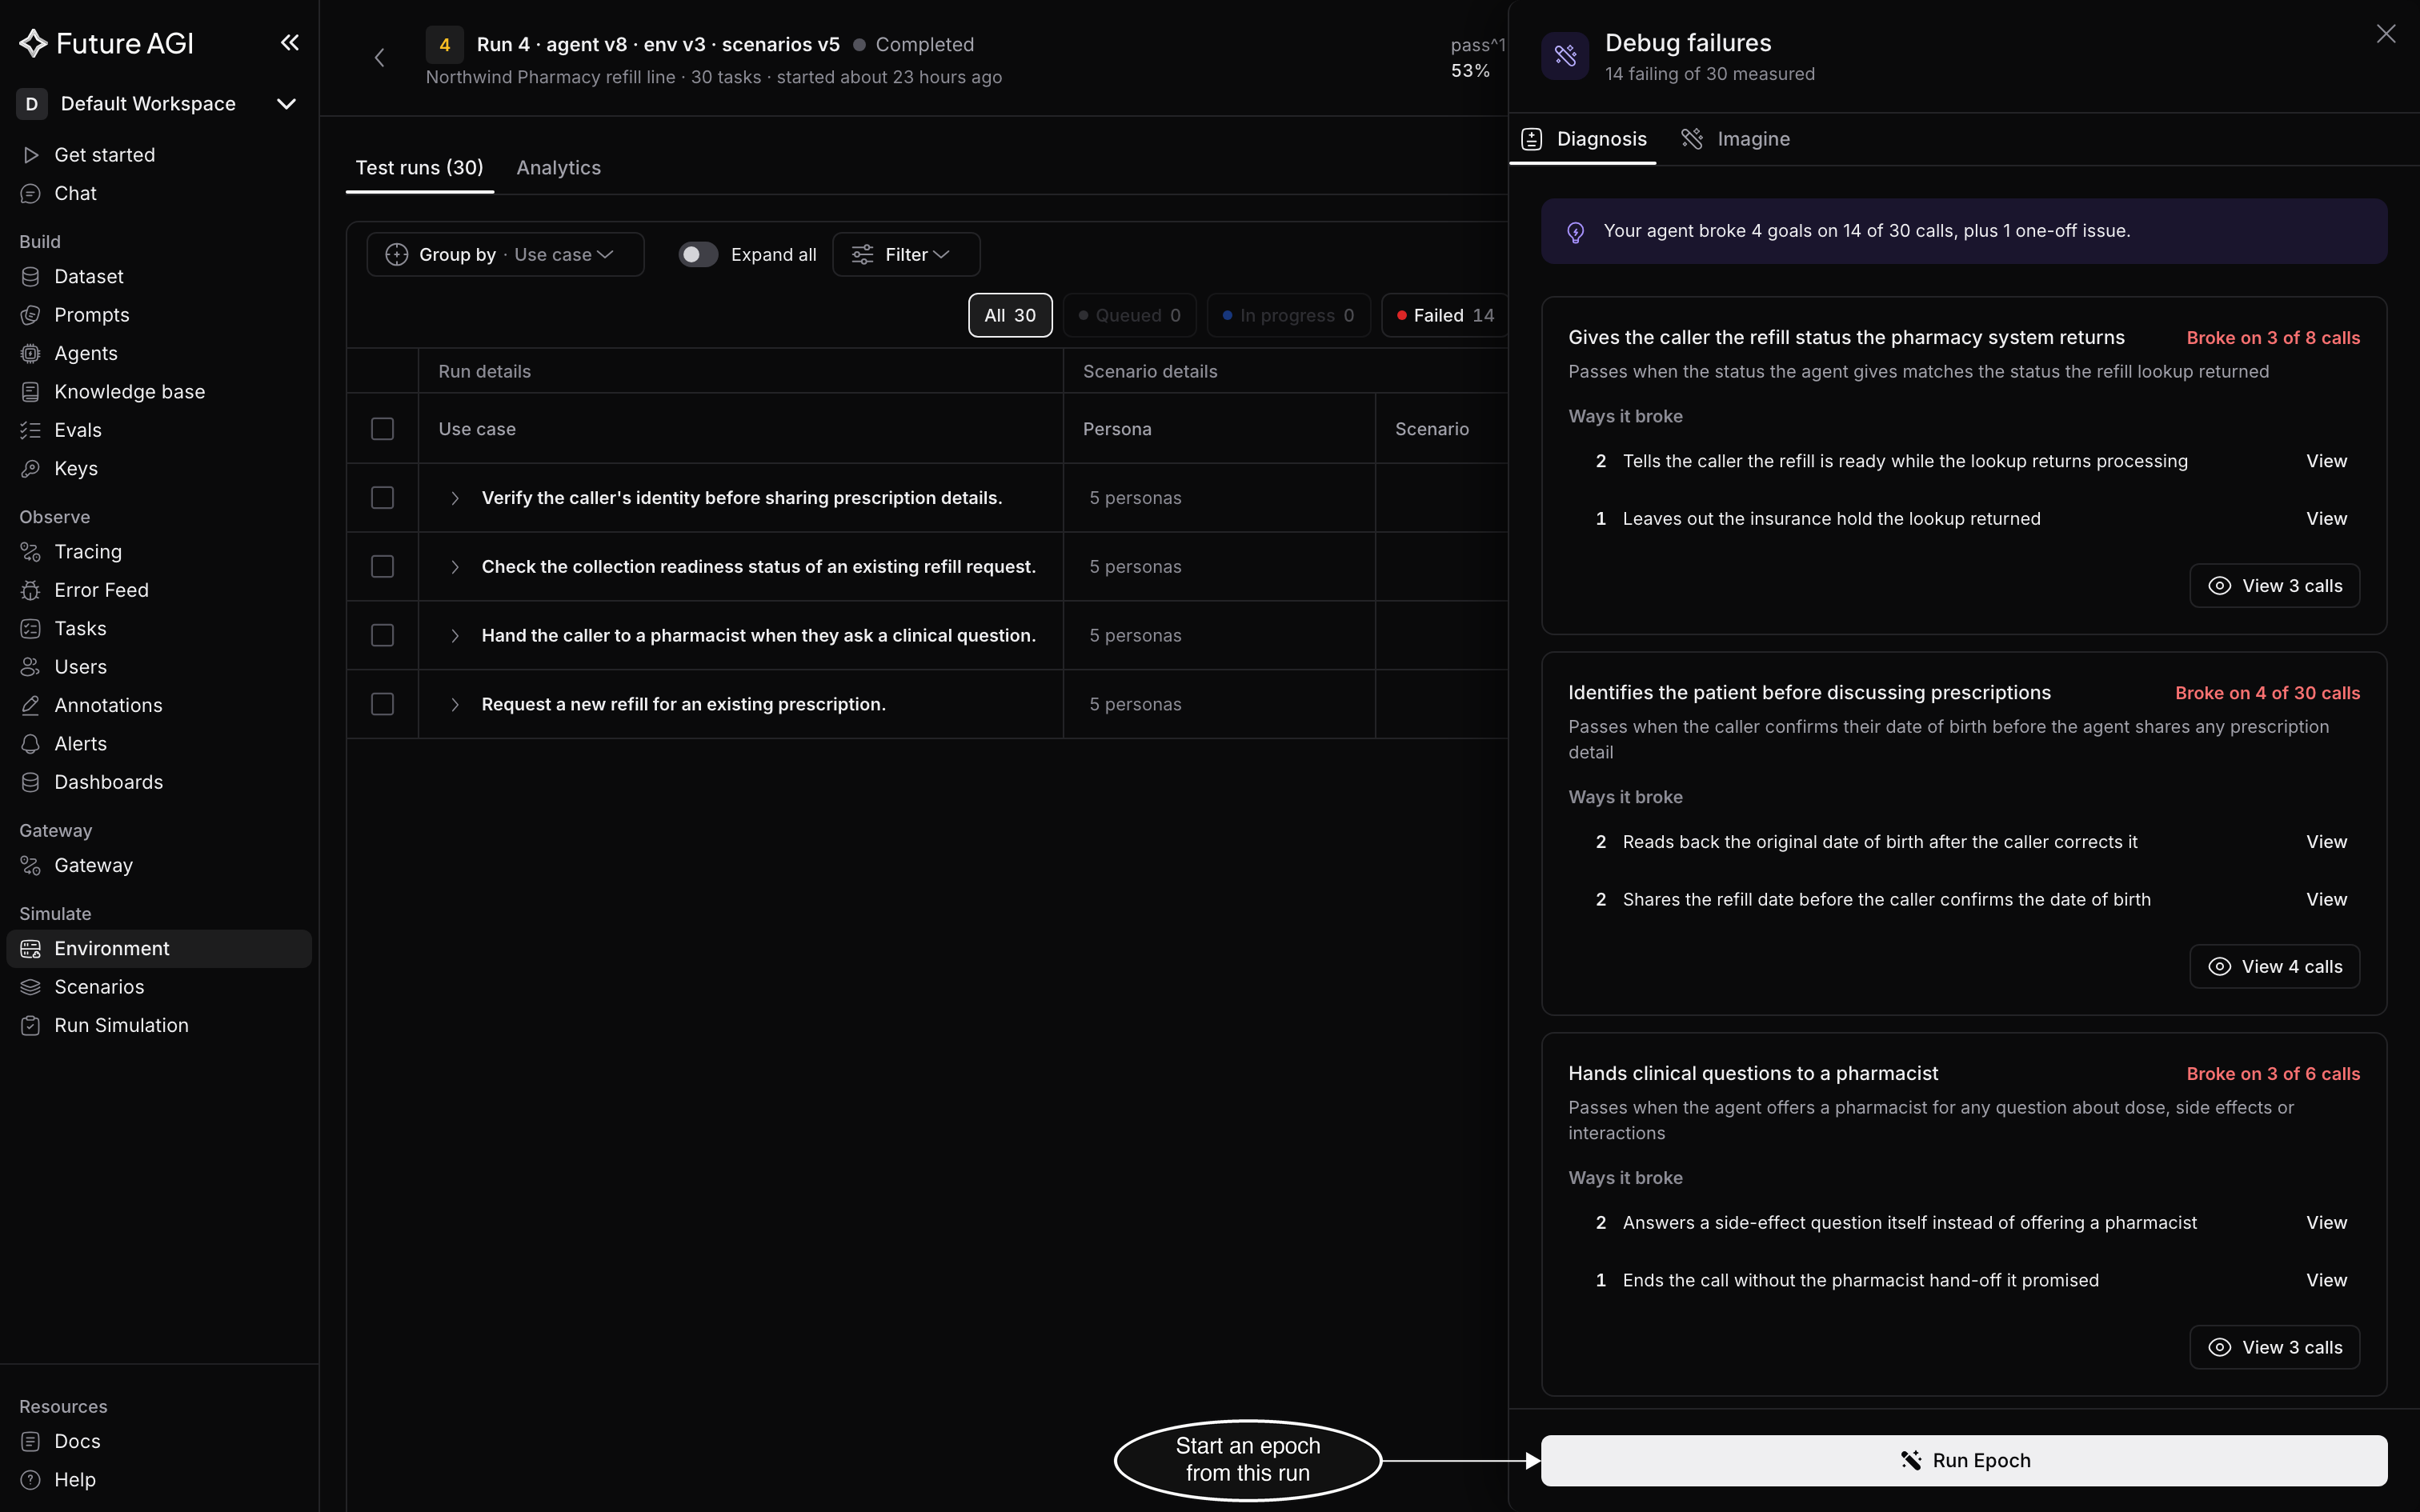 Future AGI
D Default Workspace
Get started
Chat
Build
Dataset
Prompts
Agents
Knowledge base
Evals
Keys
Observe
Tracing
Error Feed
Tasks
Users
Annotations
Alerts
Dashboards
Gateway
Gateway
Simulate
Environment
Scenarios
Run Simulation
Resources
Docs
Help
4 Run 4 · agent v8 · env v3 · scenarios v5 Completed
Northwind Pharmacy refill line · 30 tasks · started about 23 hours ago
pass^1
53%
Test runs (30) Analytics
Group by · Use case Expand all Filter
All 30 Queued 0 In progress 0 Failed 14
Run details Scenario details
Use case Persona Scenario
Verify the caller's identity before sharing prescription details. 5 personas
Check the collection readiness status of an existing refill request. 5 personas
Hand the caller to a pharmacist when they ask a clinical question. 5 personas
Request a new refill for an existing prescription. 5 personas
Start an epoch
from this run
Debug failures
14 failing of 30 measured
Diagnosis Imagine
Your agent broke 4 goals on 14 of 30 calls, plus 1 one-off issue.
Gives the caller the refill status the pharmacy system returns Broke on 3 of 8 calls
Passes when the status the agent gives matches the status the refill lookup returned
Ways it broke
2 Tells the caller the refill is ready while the lookup returns processing View
1 Leaves out the insurance hold the lookup returned View
View 3 calls
Identifies the patient before discussing prescriptions Broke on 4 of 30 calls
Passes when the caller confirms their date of birth before the agent shares any prescription
detail
Ways it broke
2 Reads back the original date of birth after the caller corrects it View
2 Shares the refill date before the caller confirms the date of birth View
View 4 calls
Hands clinical questions to a pharmacist Broke on 3 of 6 calls
Passes when the agent offers a pharmacist for any question about dose, side effects or
interactions
Ways it broke
2 Answers a side-effect question itself instead of offering a pharmacist View
1 Ends the call without the pharmacist hand-off it promised View
View 3 calls
Run Epoch